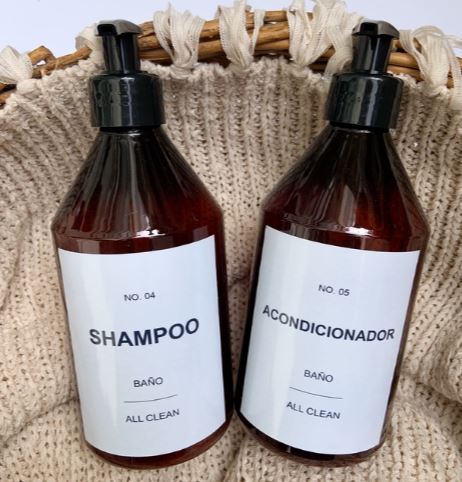 NO. 04
SHAMPOO
BAÑO
ALL CLEAN
NO. 05
ACONDICIONADOR
BAÑO
ALL CLEAN